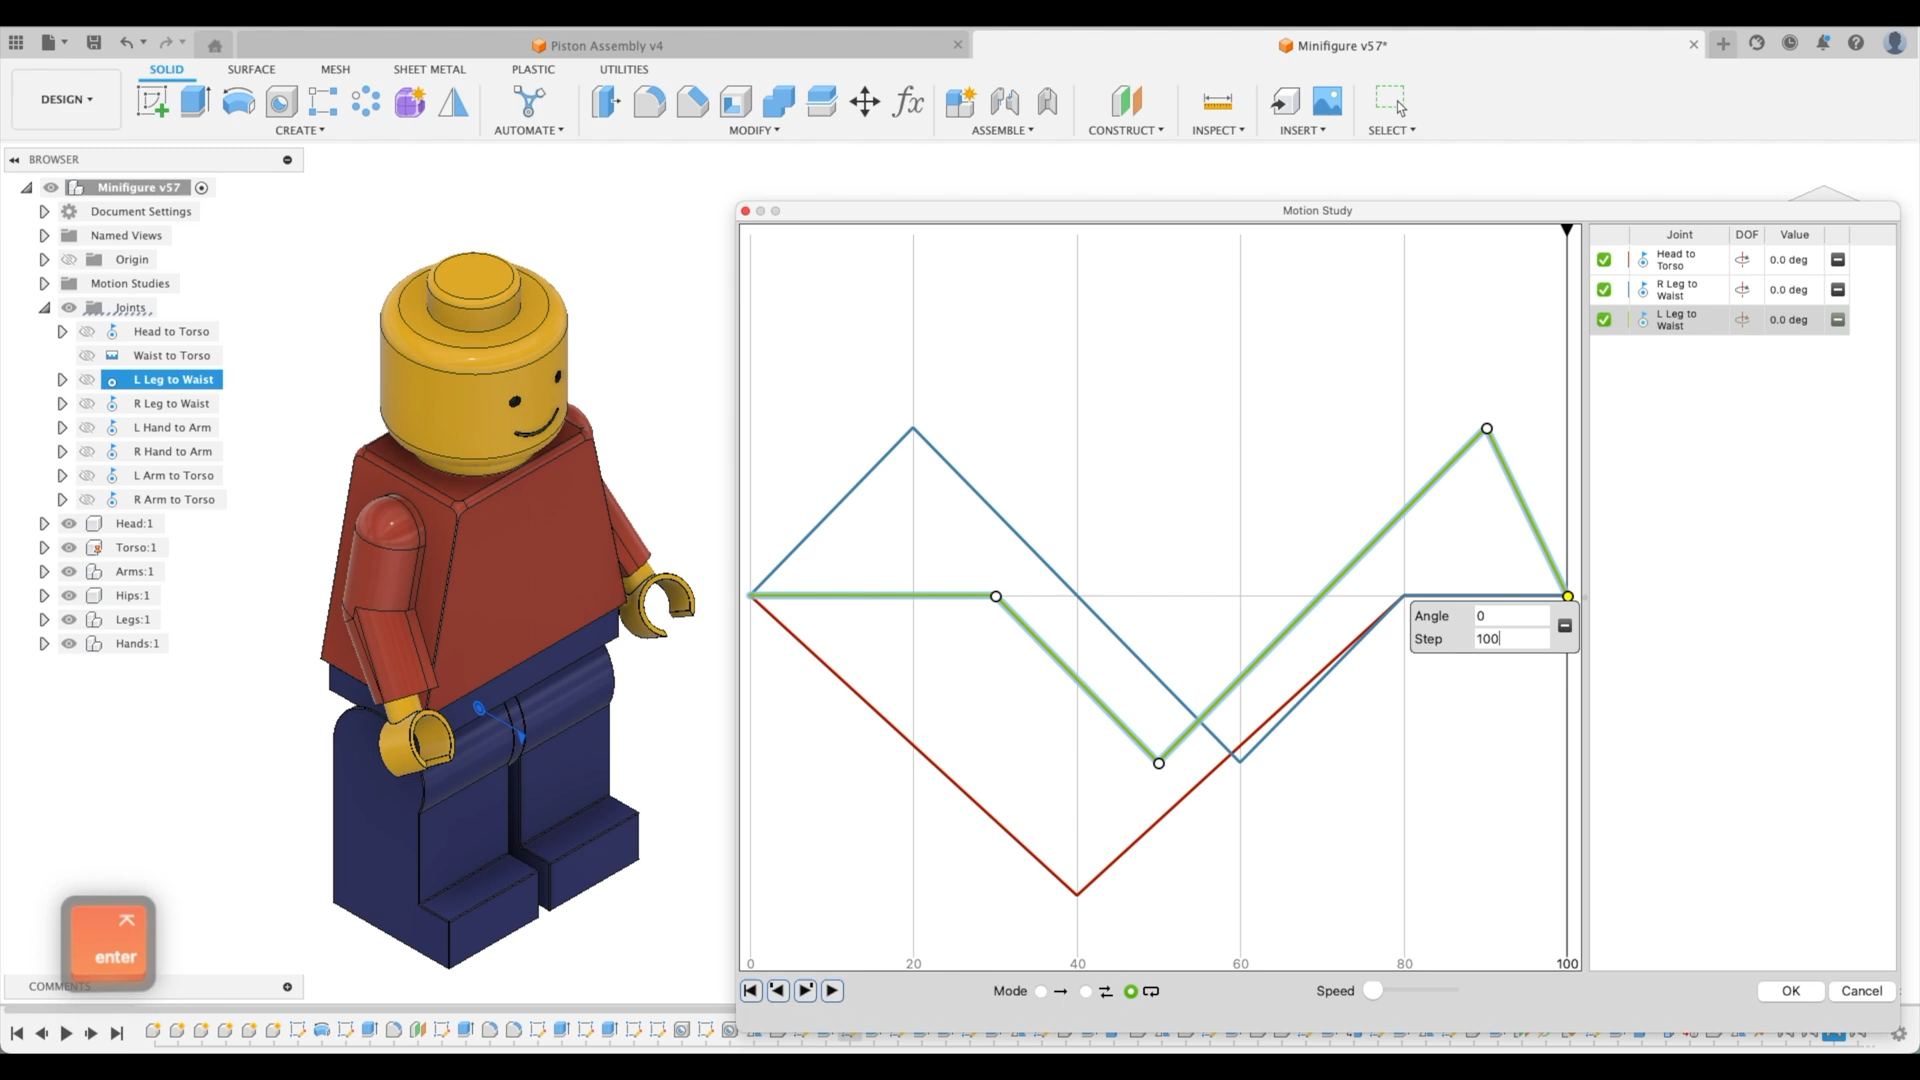 Piston Assembly v4
Minifigure v57*
DESIGN
SOLID
SURFACE
MESH
SHEET METAL
PLASTIC
UTILITIES
fx
CREATE
AUTOMATE
MODIFY
ASSEMBLE
CONSTRUCT
INSPECT
INSERT
SELECT
BROWSER
Minifigure v57
Document Settings
Named Views
Origin
Motion Studies
Joints
Head to Torso
Waist to Torso
L Leg to Waist
R Leg to Waist
L Hand to Arm
R Hand to Arm
L Arm to Torso
R Arm to Torso
Head:1
Torso:1
Arms:1
Hips:1
Legs:1
Hands:1
enter
COMMENTS
Motion Study
Joint DOF Value
Head to
Torso
0.0 deg
R Leg to
Waist
0.0 deg
L Leg to
Waist
0.0 deg
Angle 0
Step 100
0 20 40 60 80 100
Mode
Speed
OK
Cancel